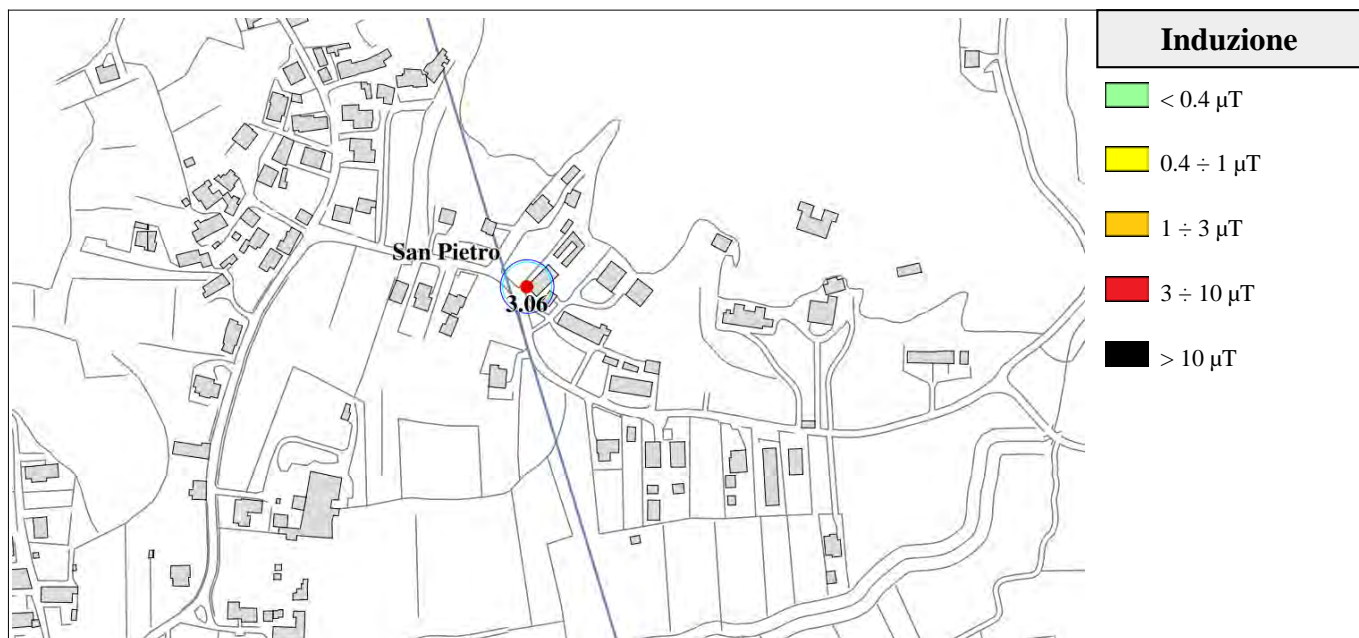 Induzione
< 0.4 µT
0.4 ÷ 1 µT
1 ÷ 3 µT
3 ÷ 10 µT
> 10 µT
San Pietro
3.06